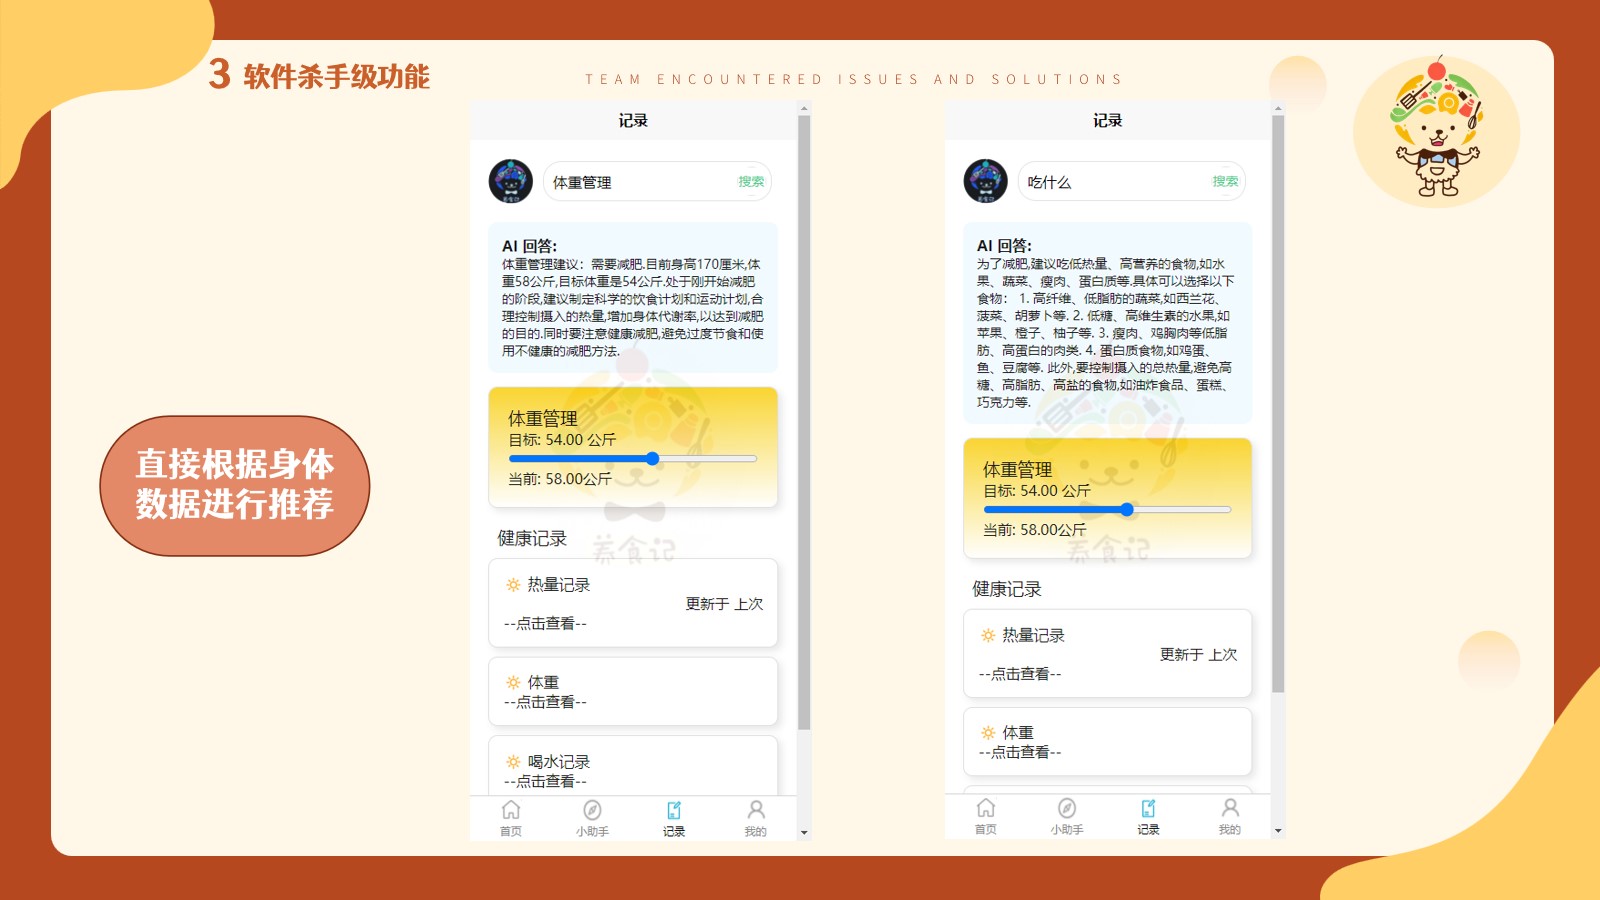 3 软件杀手级功能
TEAM ENCOUNTERED ISSUES AND SOLUTIONS
直接根据身体
数据进行推荐
记录
体重管理
搜索
AI 回答:
体重管理建议：需要减肥.目前身高170厘米,体
重58公斤,目标体重是54公斤.处于刚开始减肥
的阶段,建议制定科学的饮食计划和运动计划,合
理控制摄入的热量,增加身体代谢率,以达到减肥
的目的.同时要注意健康减肥,避免过度节食和使
用不健康的减肥方法.
体重管理
目标: 54.00 公斤
当前: 58.00公斤
养食记
健康记录
热量记录
更新于 上次
--点击查看--
体重
--点击查看--
喝水记录
--点击查看--
首页
小助手
记录
我的
记录
吃什么
搜索
AI 回答:
为了减肥,建议吃低热量、高营养的食物,如水
果、蔬菜、瘦肉、蛋白质等.具体可以选择以下
食物： 1. 高纤维、低脂肪的蔬菜,如西兰花、
菠菜、胡萝卜等. 2. 低糖、高维生素的水果,如
苹果、橙子、柚子等. 3. 瘦肉、鸡胸肉等低脂
肪、高蛋白的肉类. 4. 蛋白质食物,如鸡蛋、
鱼、豆腐等. 此外,要控制摄入的总热量,避免高
糖、高脂肪、高盐的食物,如油炸食品、蛋糕、
巧克力等.
体重管理
目标: 54.00 公斤
当前: 58.00公斤
养食记
健康记录
热量记录
更新于 上次
--点击查看--
体重
--点击查看--
首页
小助手
记录
我的